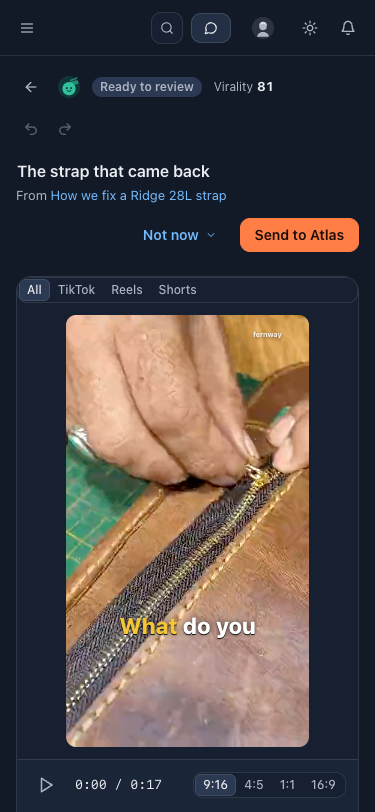 Ready to review
Virality 81
The strap that came back
From How we fix a Ridge 28L strap
Not now
Send to Atlas
All TikTok Reels Shorts
fernway
What do you
0:00 / 0:17
9:16 4:5 1:1 16:9